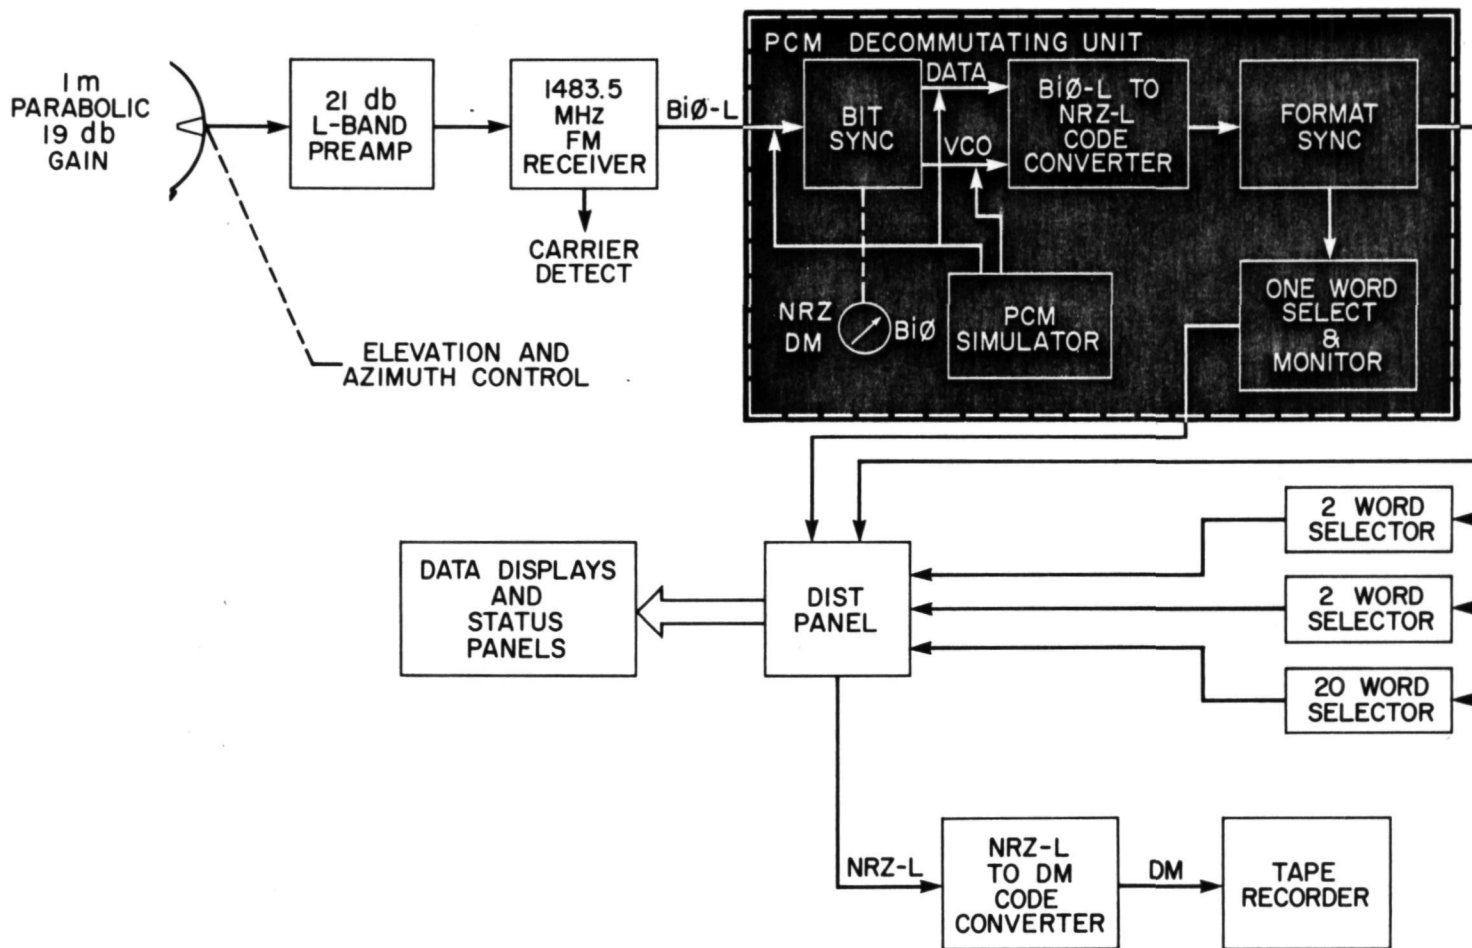 1 m
PARABOLIC
19 db
GAIN
21 db
L-BAND
PREAMP
1483.5
MHz
FM
RECEIVER
BiØ-L
CARRIER
DETECT
ELEVATION AND
AZIMUTH CONTROL
PCM DECOMMUTATING UNIT
BIT
SYNC
DATA
VCO
BiØ-L TO
NRZ-L
CODE
CONVERTER
FORMAT
SYNC
NRZ
DM
BiØ
PCM
SIMULATOR
ONE WORD
SELECT
&
MONITOR
DATA DISPLAYS
AND
STATUS
PANELS
DIST
PANEL
2 WORD
SELECTOR
2 WORD
SELECTOR
20 WORD
SELECTOR
NRZ-L
NRZ-L
TO DM
CODE
CONVERTER
DM
TAPE
RECORDER